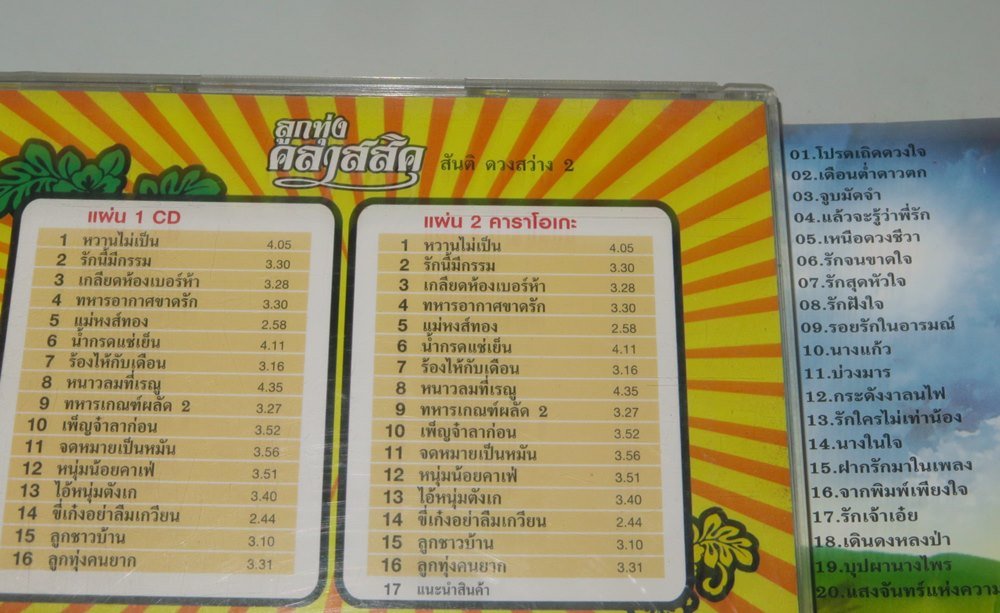 ลูกทุ่ง
คลาสสิค สันติ ดวงสว่าง 2
แผ่น 1 CD
1 หวานไม่เป็น 4.05
2 รักนี้มีกรรม 3.30
3 เกลียดห้องเบอร์ห้า 3.28
4 ทหารอากาศขาดรัก 3.30
5 แม่หงส์ทอง 2.58
6 น้ำกรดแช่เย็น 4.11
7 ร้องไห้กับเดือน 3.16
8 หนาวลมที่เรณู 4.35
9 ทหารเกณฑ์ผลัด 2 3.27
10 เพ็ญจ๋าลาก่อน 3.52
11 จดหมายเป็นหมัน 3.56
12 หนุ่มน้อยคาเฟ่ 3.51
13 ไอ้หนุ่มตังเก 3.40
14 ขี่เก๋งอย่าลืมเกวียน 2.44
15 ลูกชาวบ้าน 3.10
16 ลูกทุ่งคนยาก 3.31
แผ่น 2 คาราโอเกะ
1 หวานไม่เป็น 4.05
2 รักนี้มีกรรม 3.30
3 เกลียดห้องเบอร์ห้า 3.28
4 ทหารอากาศขาดรัก 3.30
5 แม่หงส์ทอง 2.58
6 น้ำกรดแช่เย็น 4.11
7 ร้องไห้กับเดือน 3.16
8 หนาวลมที่เรณู 4.35
9 ทหารเกณฑ์ผลัด 2 3.27
10 เพ็ญจ๋าลาก่อน 3.52
11 จดหมายเป็นหมัน 3.56
12 หนุ่มน้อยคาเฟ่ 3.51
13 ไอ้หนุ่มตังเก 3.40
14 ขี่เก๋งอย่าลืมเกวียน 2.44
15 ลูกชาวบ้าน 3.10
16 ลูกทุ่งคนยาก 3.31
17 แนะนำสินค้า
01.โปรดเถิดดวงใจ
02.เดือนต่ำดาวตก
03.จูบมัดจำ
04.แล้วจะรู้ว่าพี่รัก
05.เหนือดวงชีวา
06.รักจนขาดใจ
07.รักสุดหัวใจ
08.รักฝังใจ
09.รอยรักในอารมณ์
10.นางแก้ว
11.บ่วงมาร
12.กระดังงาลนไฟ
13.รักใครไม่เท่าน้อง
14.นางในใจ
15.ฝากรักมาในเพลง
16.จากพิมพ์เพียงใจ
17.รักเจ้าเอ๋ย
18.เดินดงหลงป่า
19.บุปผานางไพร
20.แสงจันทร์แห่งความ